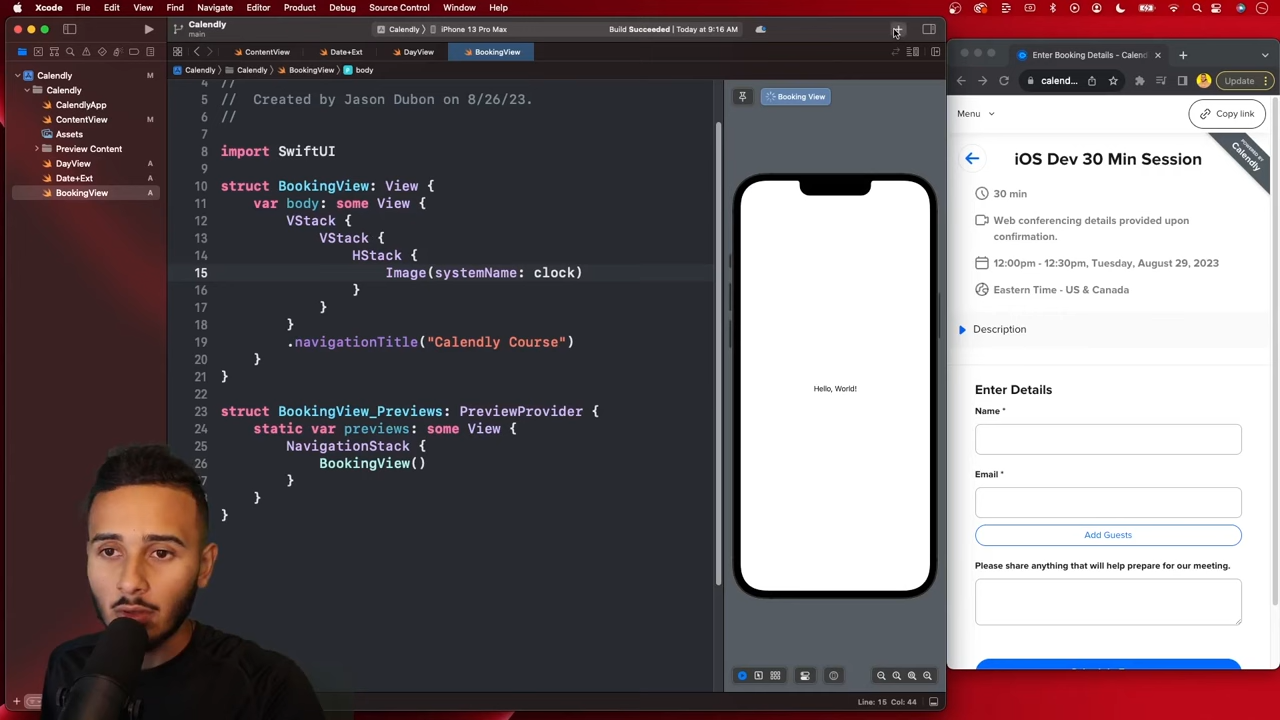 Xcode File Edit View Find Navigate Editor Product Debug Source Control Window Help
Calendly
main
Calendly
iPhone 13 Pro Max
Build Succeeded | Today at 9:16 AM
ContentView
Date+Ext
DayView
BookingView
Calendly
Calendly
BookingView
body
Calendly M
Calendly
CalendlyApp
ContentView M
Assets
Preview Content
DayView A
Date+Ext A
BookingView A
4 //
5 // Created by Jason Dubon on 8/26/23.
6 //
7
8 import SwiftUI
9
10 struct BookingView: View {
11 var body: some View {
12 VStack {
13 VStack {
14 HStack {
15 Image(systemName: clock)
16 }
17 }
18 }
19 .navigationTitle("Calendly Course")
20 }
21 }
22
23 struct BookingView_Previews: PreviewProvider {
24 static var previews: some View {
25 NavigationStack {
26 BookingView()
27 }
}
}
Line: 15 Col: 44
Booking View
Hello, World!
Enter Booking Details - Calend
calend...
Update
Menu
Copy link
POWERED BY
Calendly
iOS Dev 30 Min Session
30 min
Web conferencing details provided upon
confirmation.
12:00pm - 12:30pm, Tuesday, August 29, 2023
Eastern Time - US & Canada
Description
Enter Details
Name *
Email *
Add Guests
Please share anything that will help prepare for our meeting.